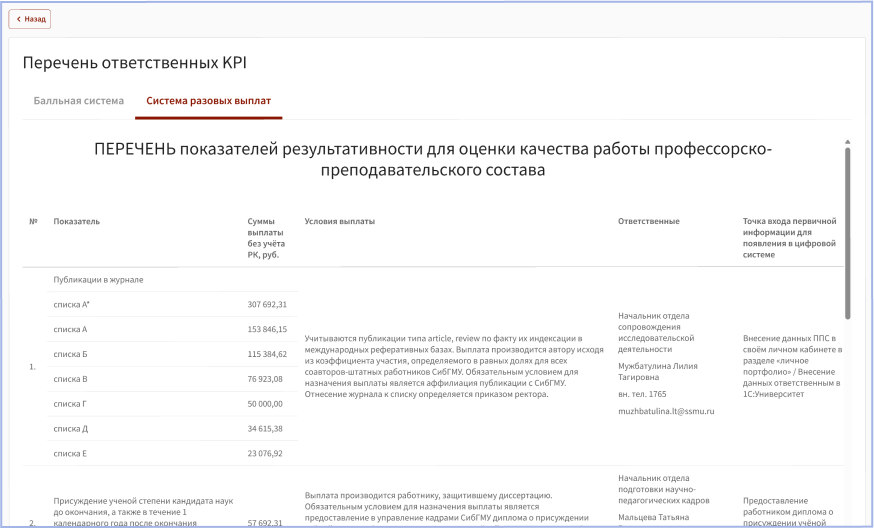 Назад
Перечень ответственных KPI
Балльная система
Система разовых выплат
ПЕРЕЧЕНЬ показателей результативности для оценки качества работы профессорско-
преподавательского состава
№
Показатель
Суммы
выплаты
без учёта
РК, руб.
Условия выплаты
Ответственные
Точка входа первичной
информации для
появления в цифровой
системе
1.
Публикации в журнале
списка А* 307 692,31
списка А 153 846,15
списка Б 115 384,62
списка В 76 923,08
списка Г 50 000,00
списка Д 34 615,38
списка Е 23 076,92
Учитываются публикации типа article, review по факту их индексации в
международных реферативных базах. Выплата производится автору исходя
из коэффициента участия, определяемого в равных долях для всех
соавторов-штатных работников СибГМУ. Обязательным условием для
назначения выплаты является аффилиация публикации с СибГМУ.
Отнесение журнала к списку определяется приказом ректора.
Начальник отдела
сопровождения
исследовательской
деятельности
Мужбатулина Лилия
Тагировна
вн. тел. 1765
muzhbatulina.lt@ssmu.ru
Внесение данных ППС в
своём личном кабинете в
разделе «личное
портфолио» / Внесение
данных ответственным в
1С:Университет
2.
Присуждение ученой степени кандидата наук
до окончания, а также в течение 1
календарного года после окончания
57 692,31
Выплата производится работнику, защитившему диссертацию.
Обязательным условием для назначения выплаты является
предоставление в управление кадрами СибГМУ диплома о присуждении
Начальник отдела
подготовки научно-
педагогических кадров
Мальцева Татьяна
Предоставление
работником диплома о
присуждении учёной